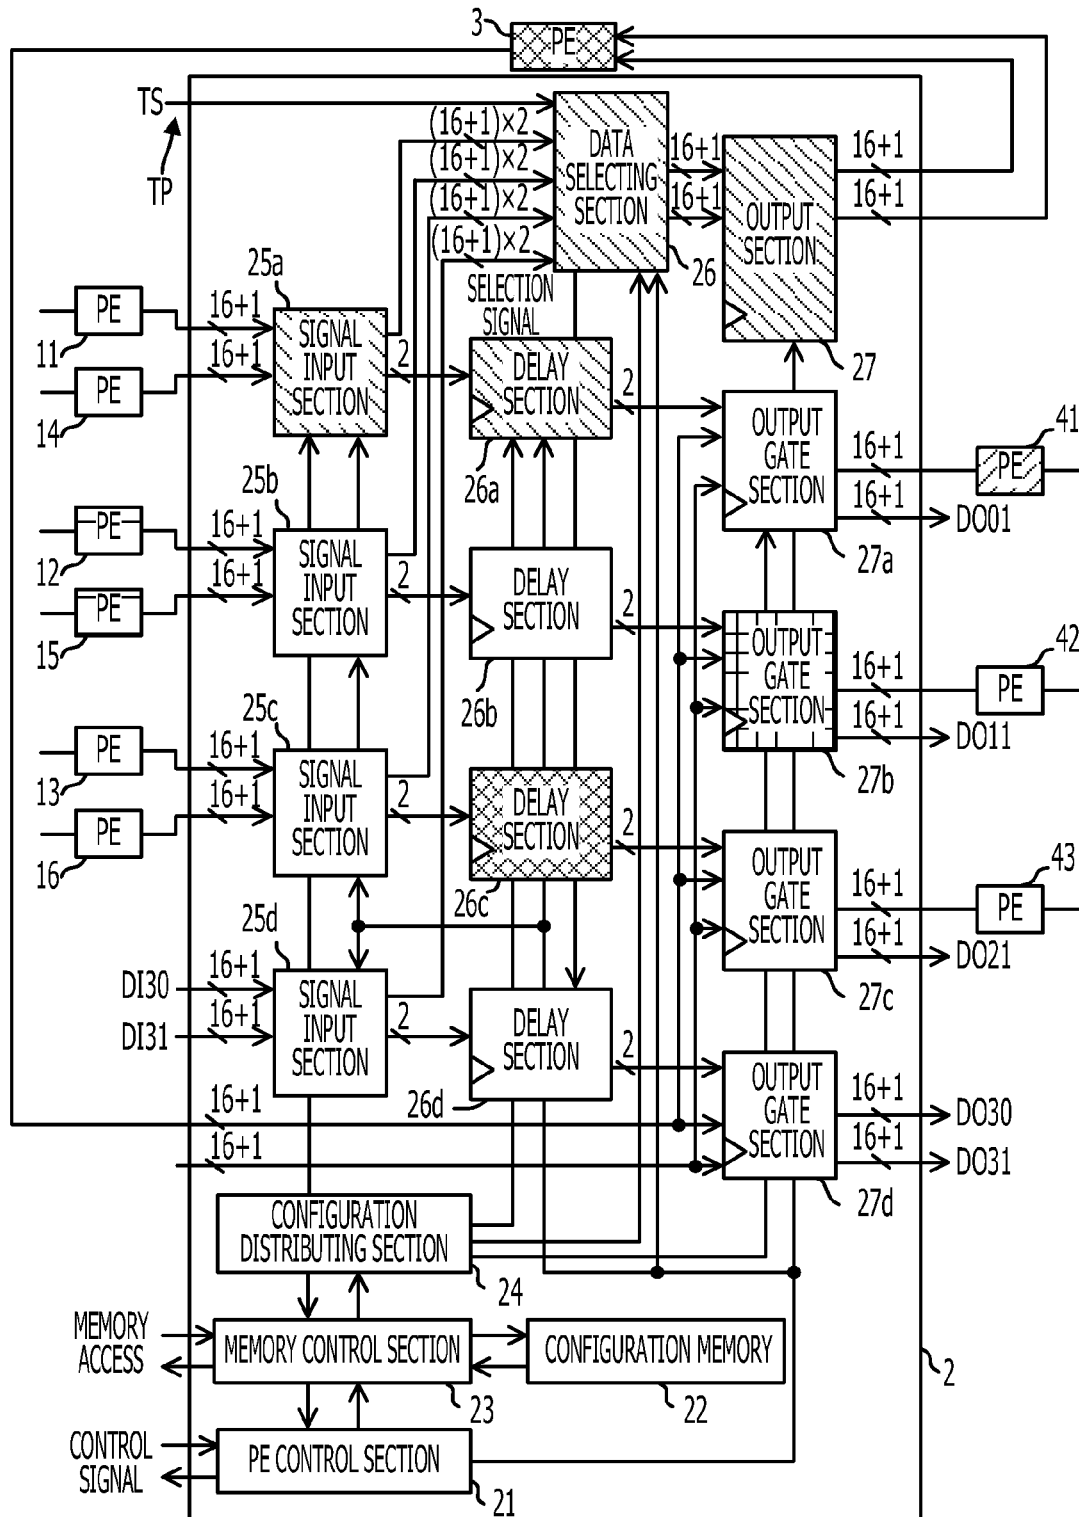 3
PE
TS
TP
(16+1)×2
(16+1)×2
(16+1)×2
(16+1)×2
DATA
SELECTING
SECTION
26
16+1
16+1
OUTPUT
SECTION
27
16+1
16+1
SELECTION
SIGNAL
PE
11
PE
14
16+1
16+1
25a
SIGNAL
INPUT
SECTION
2
DELAY
SECTION
26a
2
OUTPUT
GATE
SECTION
27a
16+1
16+1
41
PE
DO01
PE
12
PE
15
16+1
16+1
25b
SIGNAL
INPUT
SECTION
2
DELAY
SECTION
26b
2
OUTPUT
GATE
SECTION
27b
16+1
16+1
42
PE
DO11
PE
13
PE
16
16+1
16+1
25c
SIGNAL
INPUT
SECTION
2
DELAY
SECTION
26c
2
OUTPUT
GATE
SECTION
27c
16+1
16+1
43
PE
DO21
DI30
DI31
16+1
16+1
25d
SIGNAL
INPUT
SECTION
2
DELAY
SECTION
26d
2
OUTPUT
GATE
SECTION
27d
16+1
16+1
DO30
DO31
16+1
16+1
CONFIGURATION
DISTRIBUTING SECTION
24
MEMORY
ACCESS
MEMORY CONTROL SECTION
23
CONFIGURATION MEMORY
22
2
CONTROL
SIGNAL
PE CONTROL SECTION
21